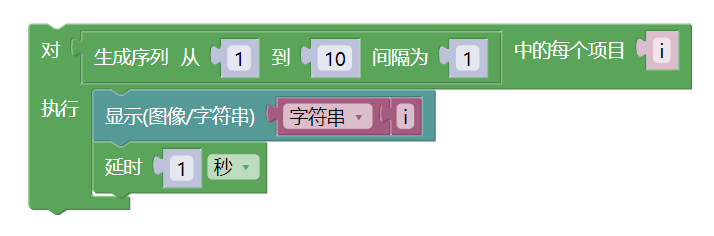 对 生成序列 从 1 到 10 间隔为 1 中的每个项目 i
执行 显示(图像/字符串) 字符串 i
延时 1 秒